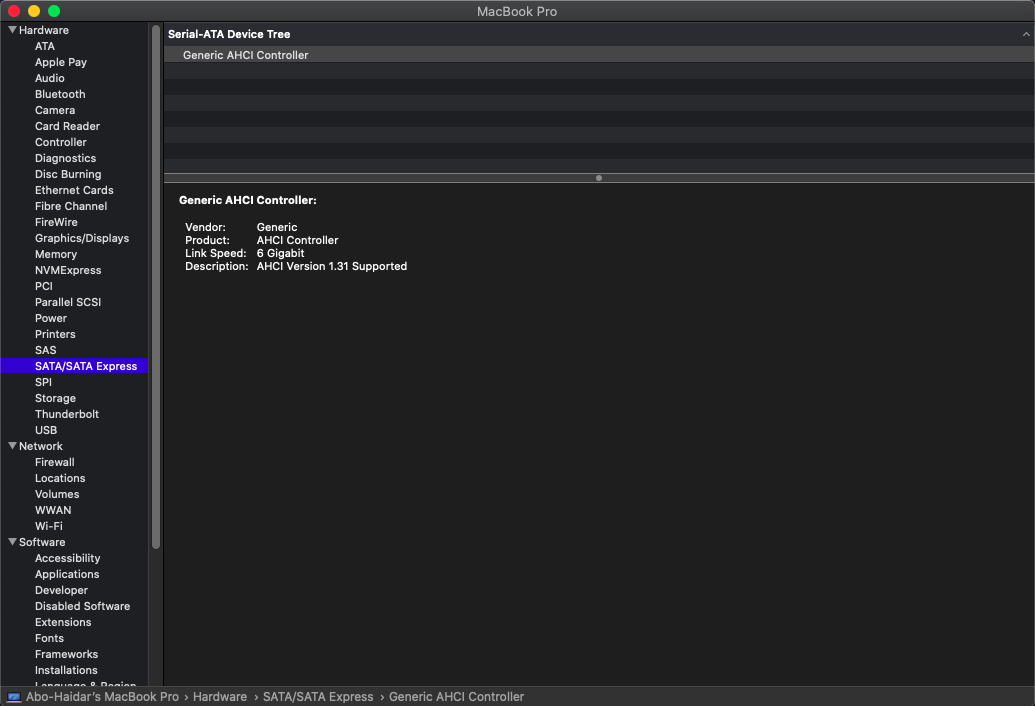 MacBook Pro
Hardware
ATA
Apple Pay
Audio
Bluetooth
Camera
Card Reader
Controller
Diagnostics
Disc Burning
Ethernet Cards
Fibre Channel
FireWire
Graphics/Displays
Memory
NVMExpress
PCI
Parallel SCSI
Power
Printers
SAS
SATA/SATA Express
SPI
Storage
Thunderbolt
USB
Network
Firewall
Locations
Volumes
WWAN
Wi-Fi
Software
Accessibility
Applications
Developer
Disabled Software
Extensions
Fonts
Frameworks
Installations
Language & Region
Serial-ATA Device Tree
Generic AHCI Controller
Generic AHCI Controller:
Vendor: Generic
Product: AHCI Controller
Link Speed: 6 Gigabit
Description: AHCI Version 1.31 Supported
Abo-Haidar's MacBook Pro › Hardware › SATA/SATA Express › Generic AHCI Controller